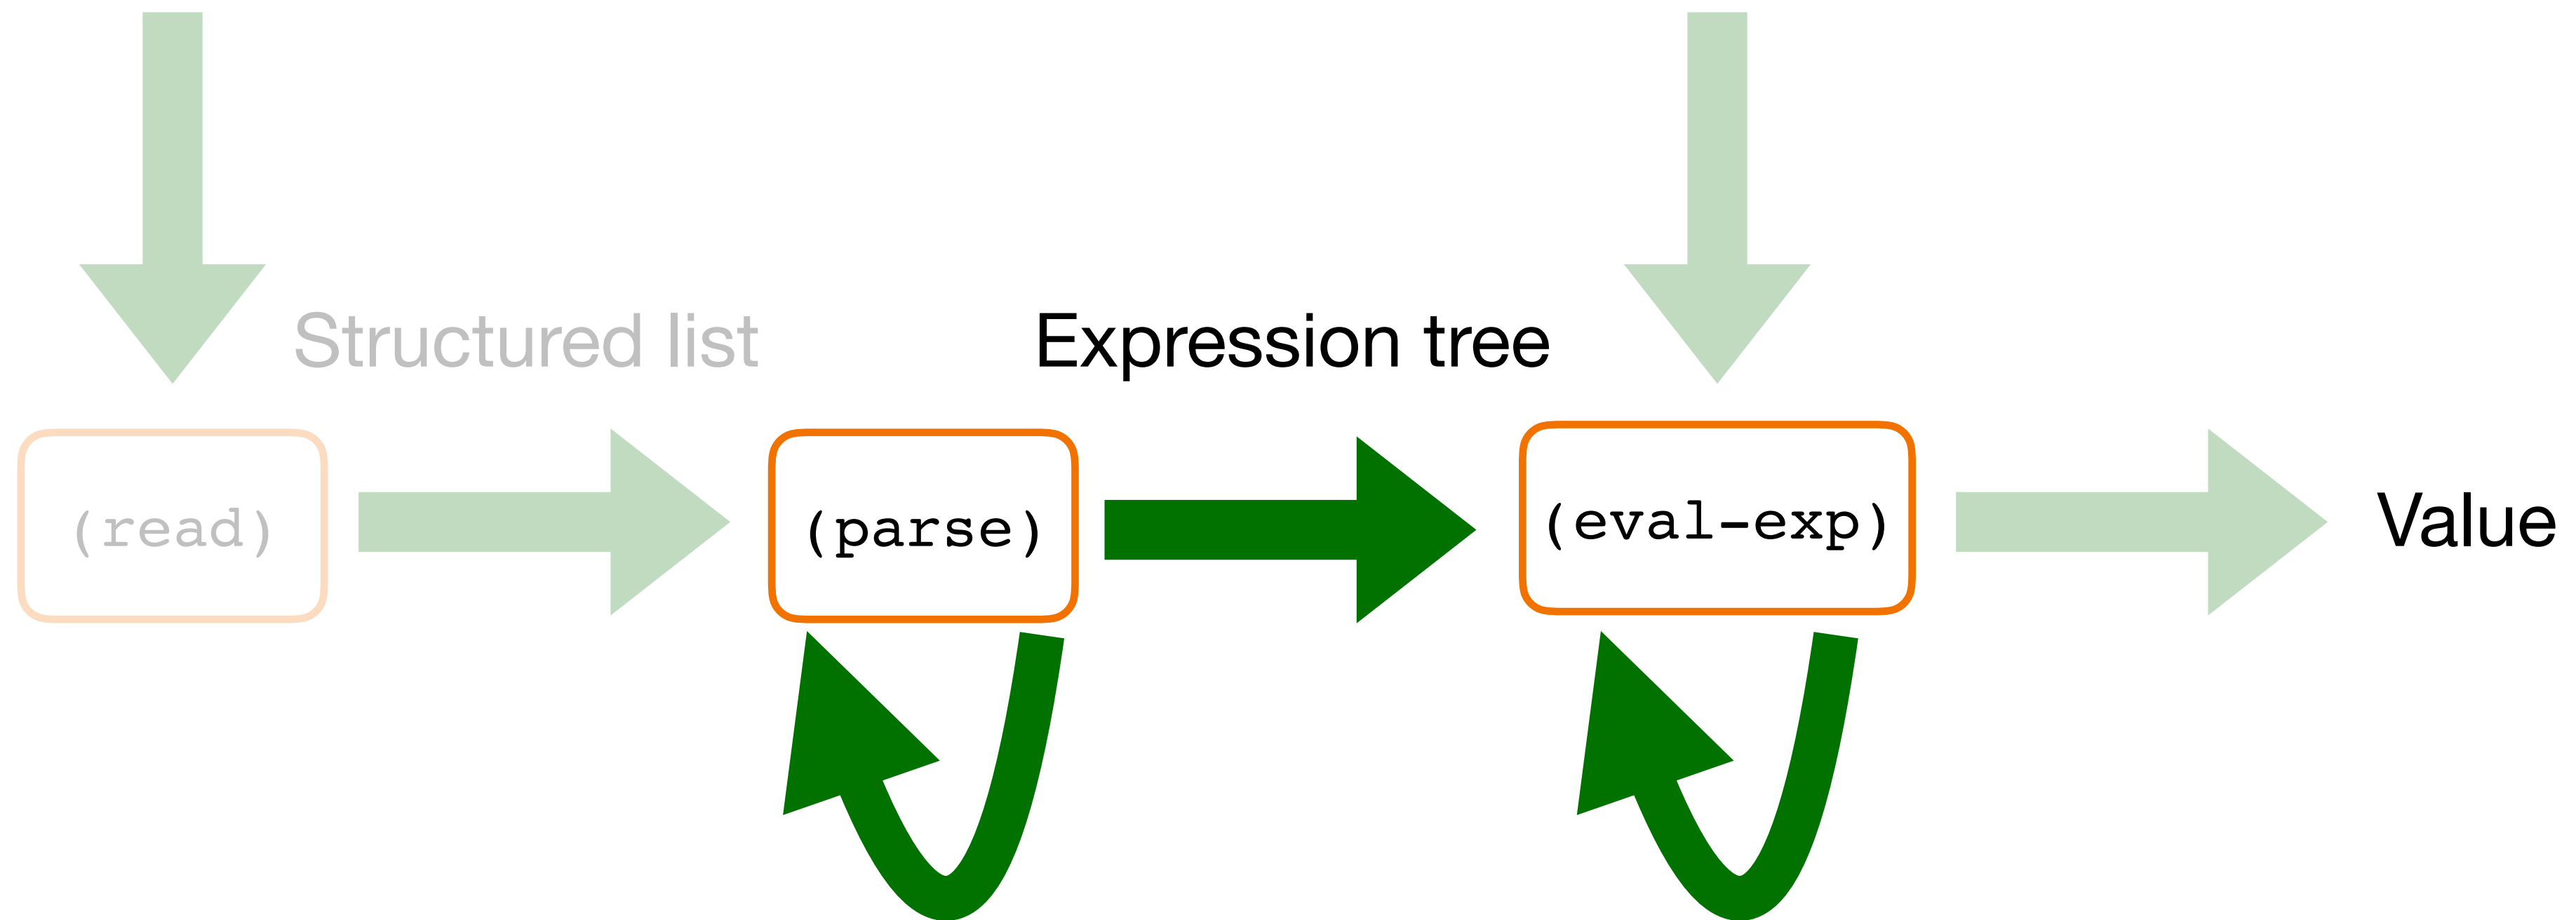 Structured list
Expression tree
(read)
(parse)
(eval-exp)
Value